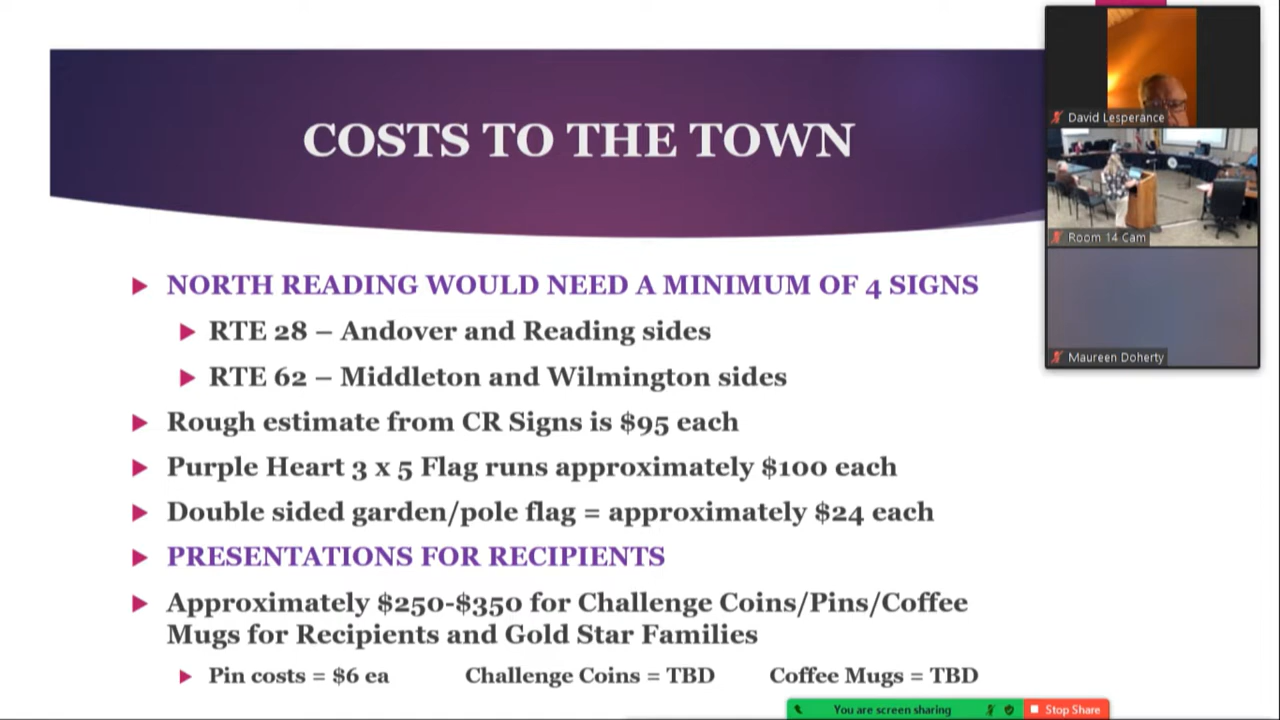 COSTS TO THE TOWN
NORTH READING WOULD NEED A MINIMUM OF 4 SIGNS
RTE 28 – Andover and Reading sides
RTE 62 – Middleton and Wilmington sides
Rough estimate from CR Signs is $95 each
Purple Heart 3 x 5 Flag runs approximately $100 each
Double sided garden/pole flag = approximately $24 each
PRESENTATIONS FOR RECIPIENTS
Approximately $250-$350 for Challenge Coins/Pins/Coffee
Mugs for Recipients and Gold Star Families
Pin costs = $6 ea Challenge Coins = TBD Coffee Mugs = TBD
David Lesperance
Room 14 Cam
Maureen Doherty
You are screen sharing
Stop Share